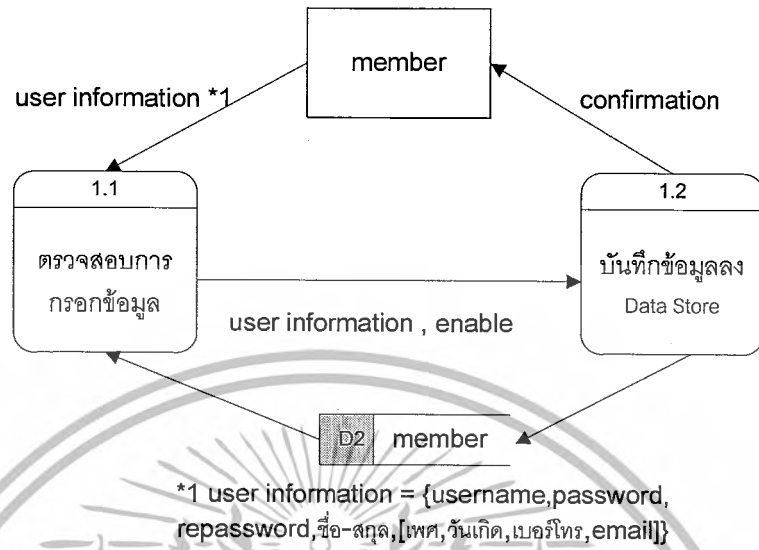 member
user information *1
confirmation
1.1
ตรวจสอบการ
กรอกข้อมูล
1.2
บันทึกข้อมูลลง
Data Store
user information , enable
D2 member
*1 user information = {username,password,
repassword,ชื่อ-สกุล,[เพศ,วันเกิด,เบอร์โทร,email]}